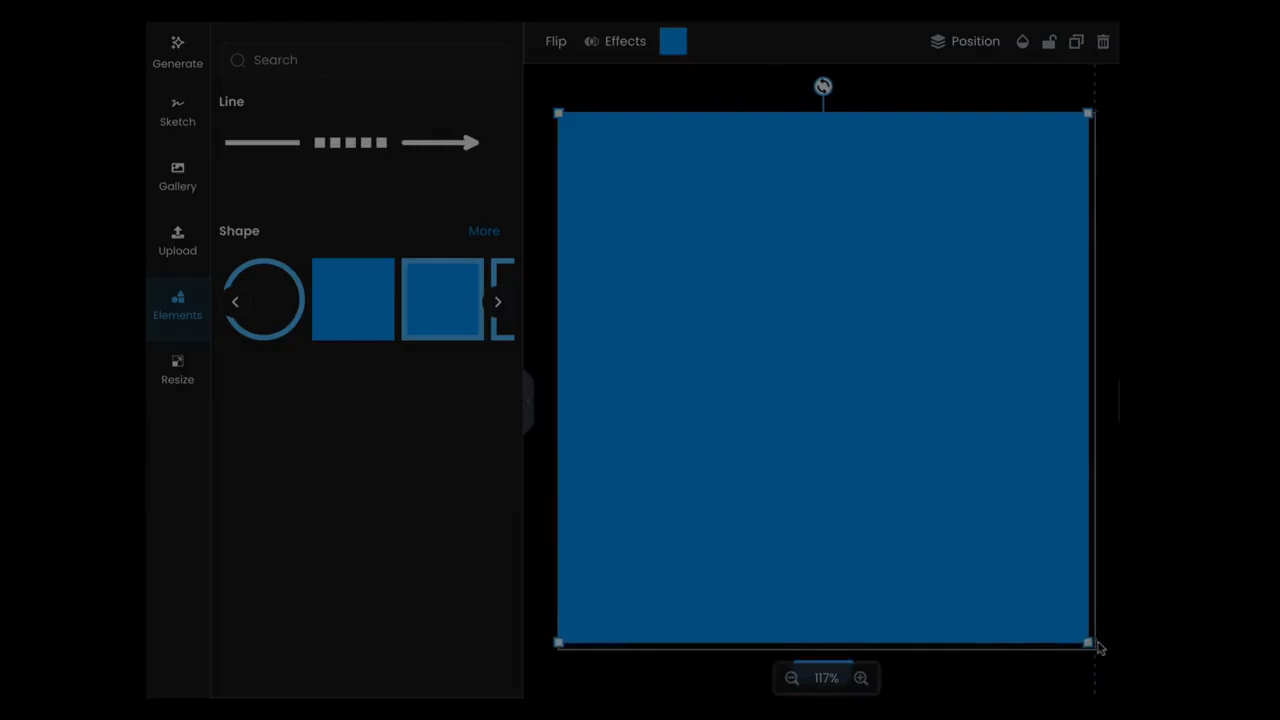 Generate
Sketch
Gallery
Upload
Elements
Resize
Search
Line
Shape More
Flip Effects Position
117%